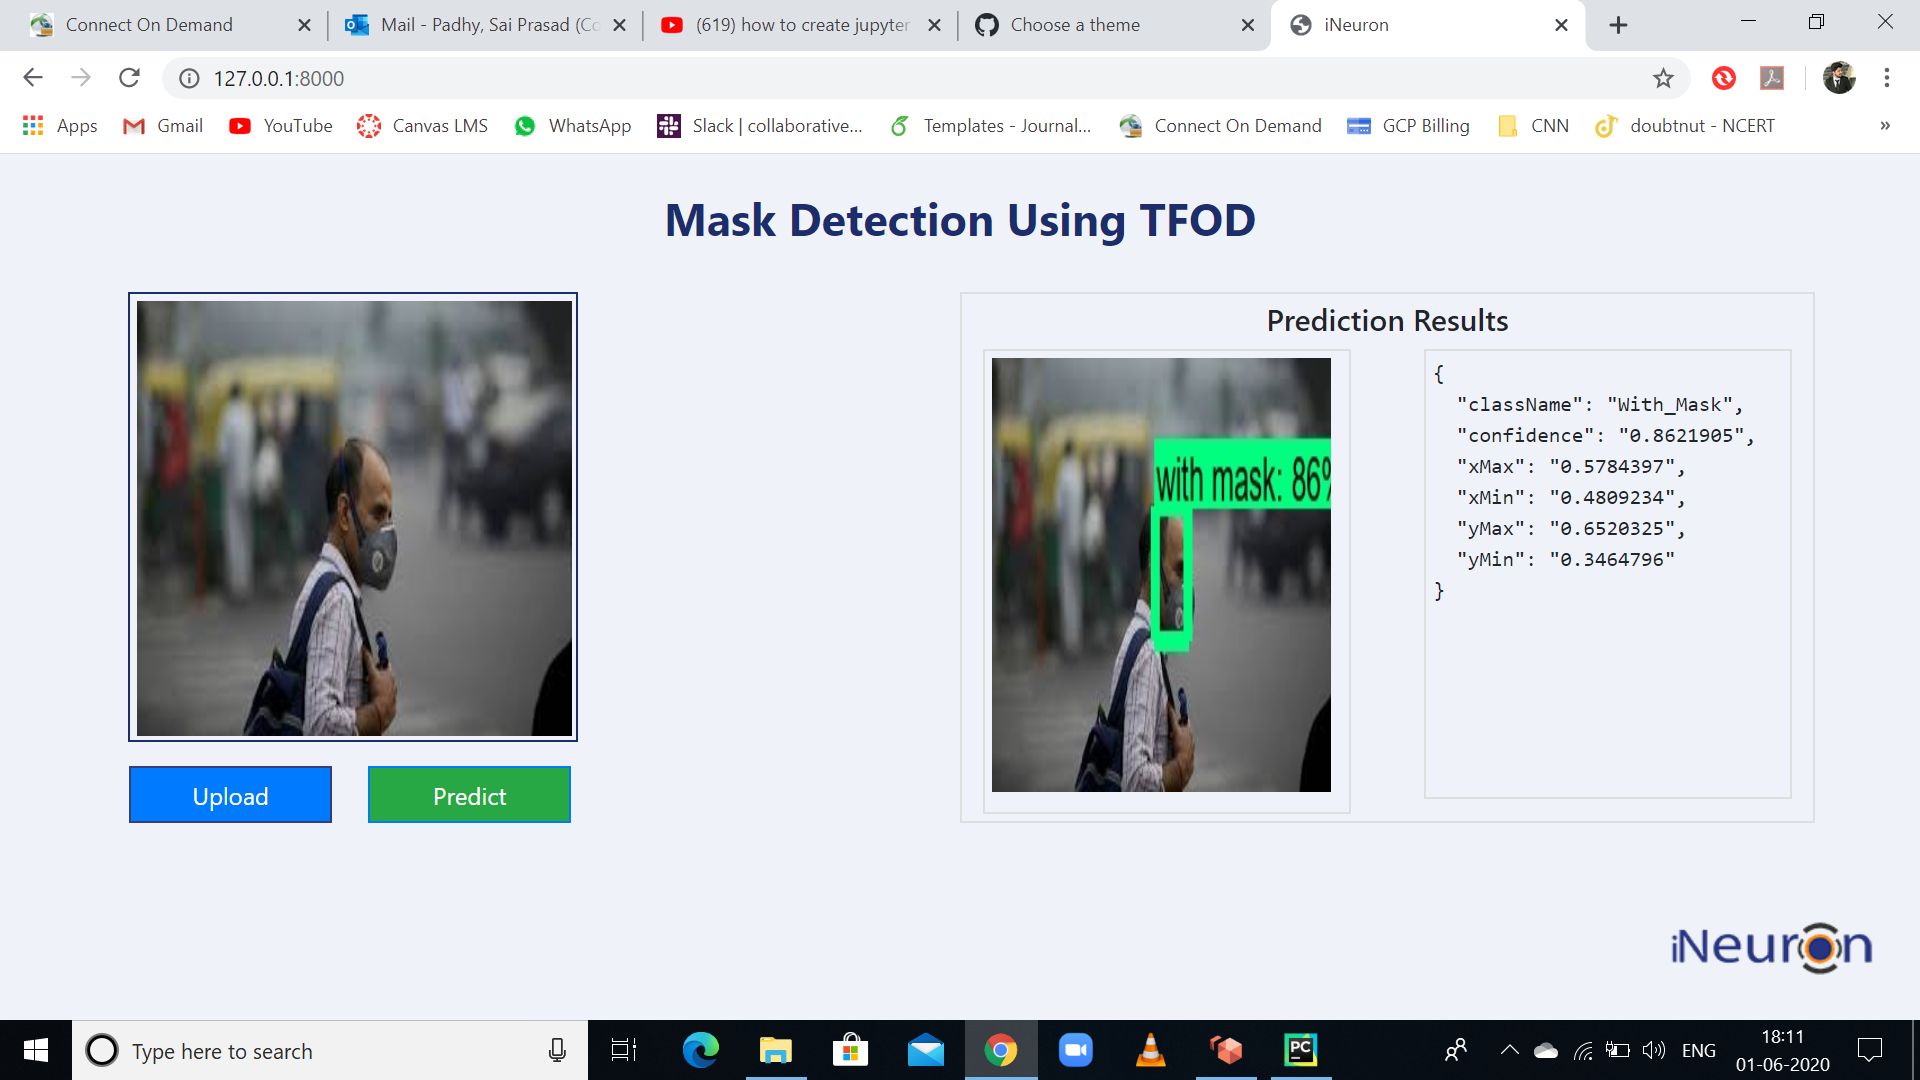 Connect On Demand
Mail - Padhy, Sai Prasad (Co
(619) how to create jupyter
Choose a theme
iNeuron
127.0.0.1:8000
Apps
Gmail
YouTube
Canvas LMS
WhatsApp
Slack | collaborative...
Templates - Journal...
Connect On Demand
GCP Billing
CNN
doubtnut - NCERT
»
Mask Detection Using TFOD
Upload
Predict
Prediction Results
with mask: 86%
{
"className": "With_Mask",
"confidence": "0.8621905",
"xMax": "0.5784397",
"xMin": "0.4809234",
"yMax": "0.6520325",
"yMin": "0.3464796"
}
iNeuron
Type here to search
PC
ENG
18:11
01-06-2020